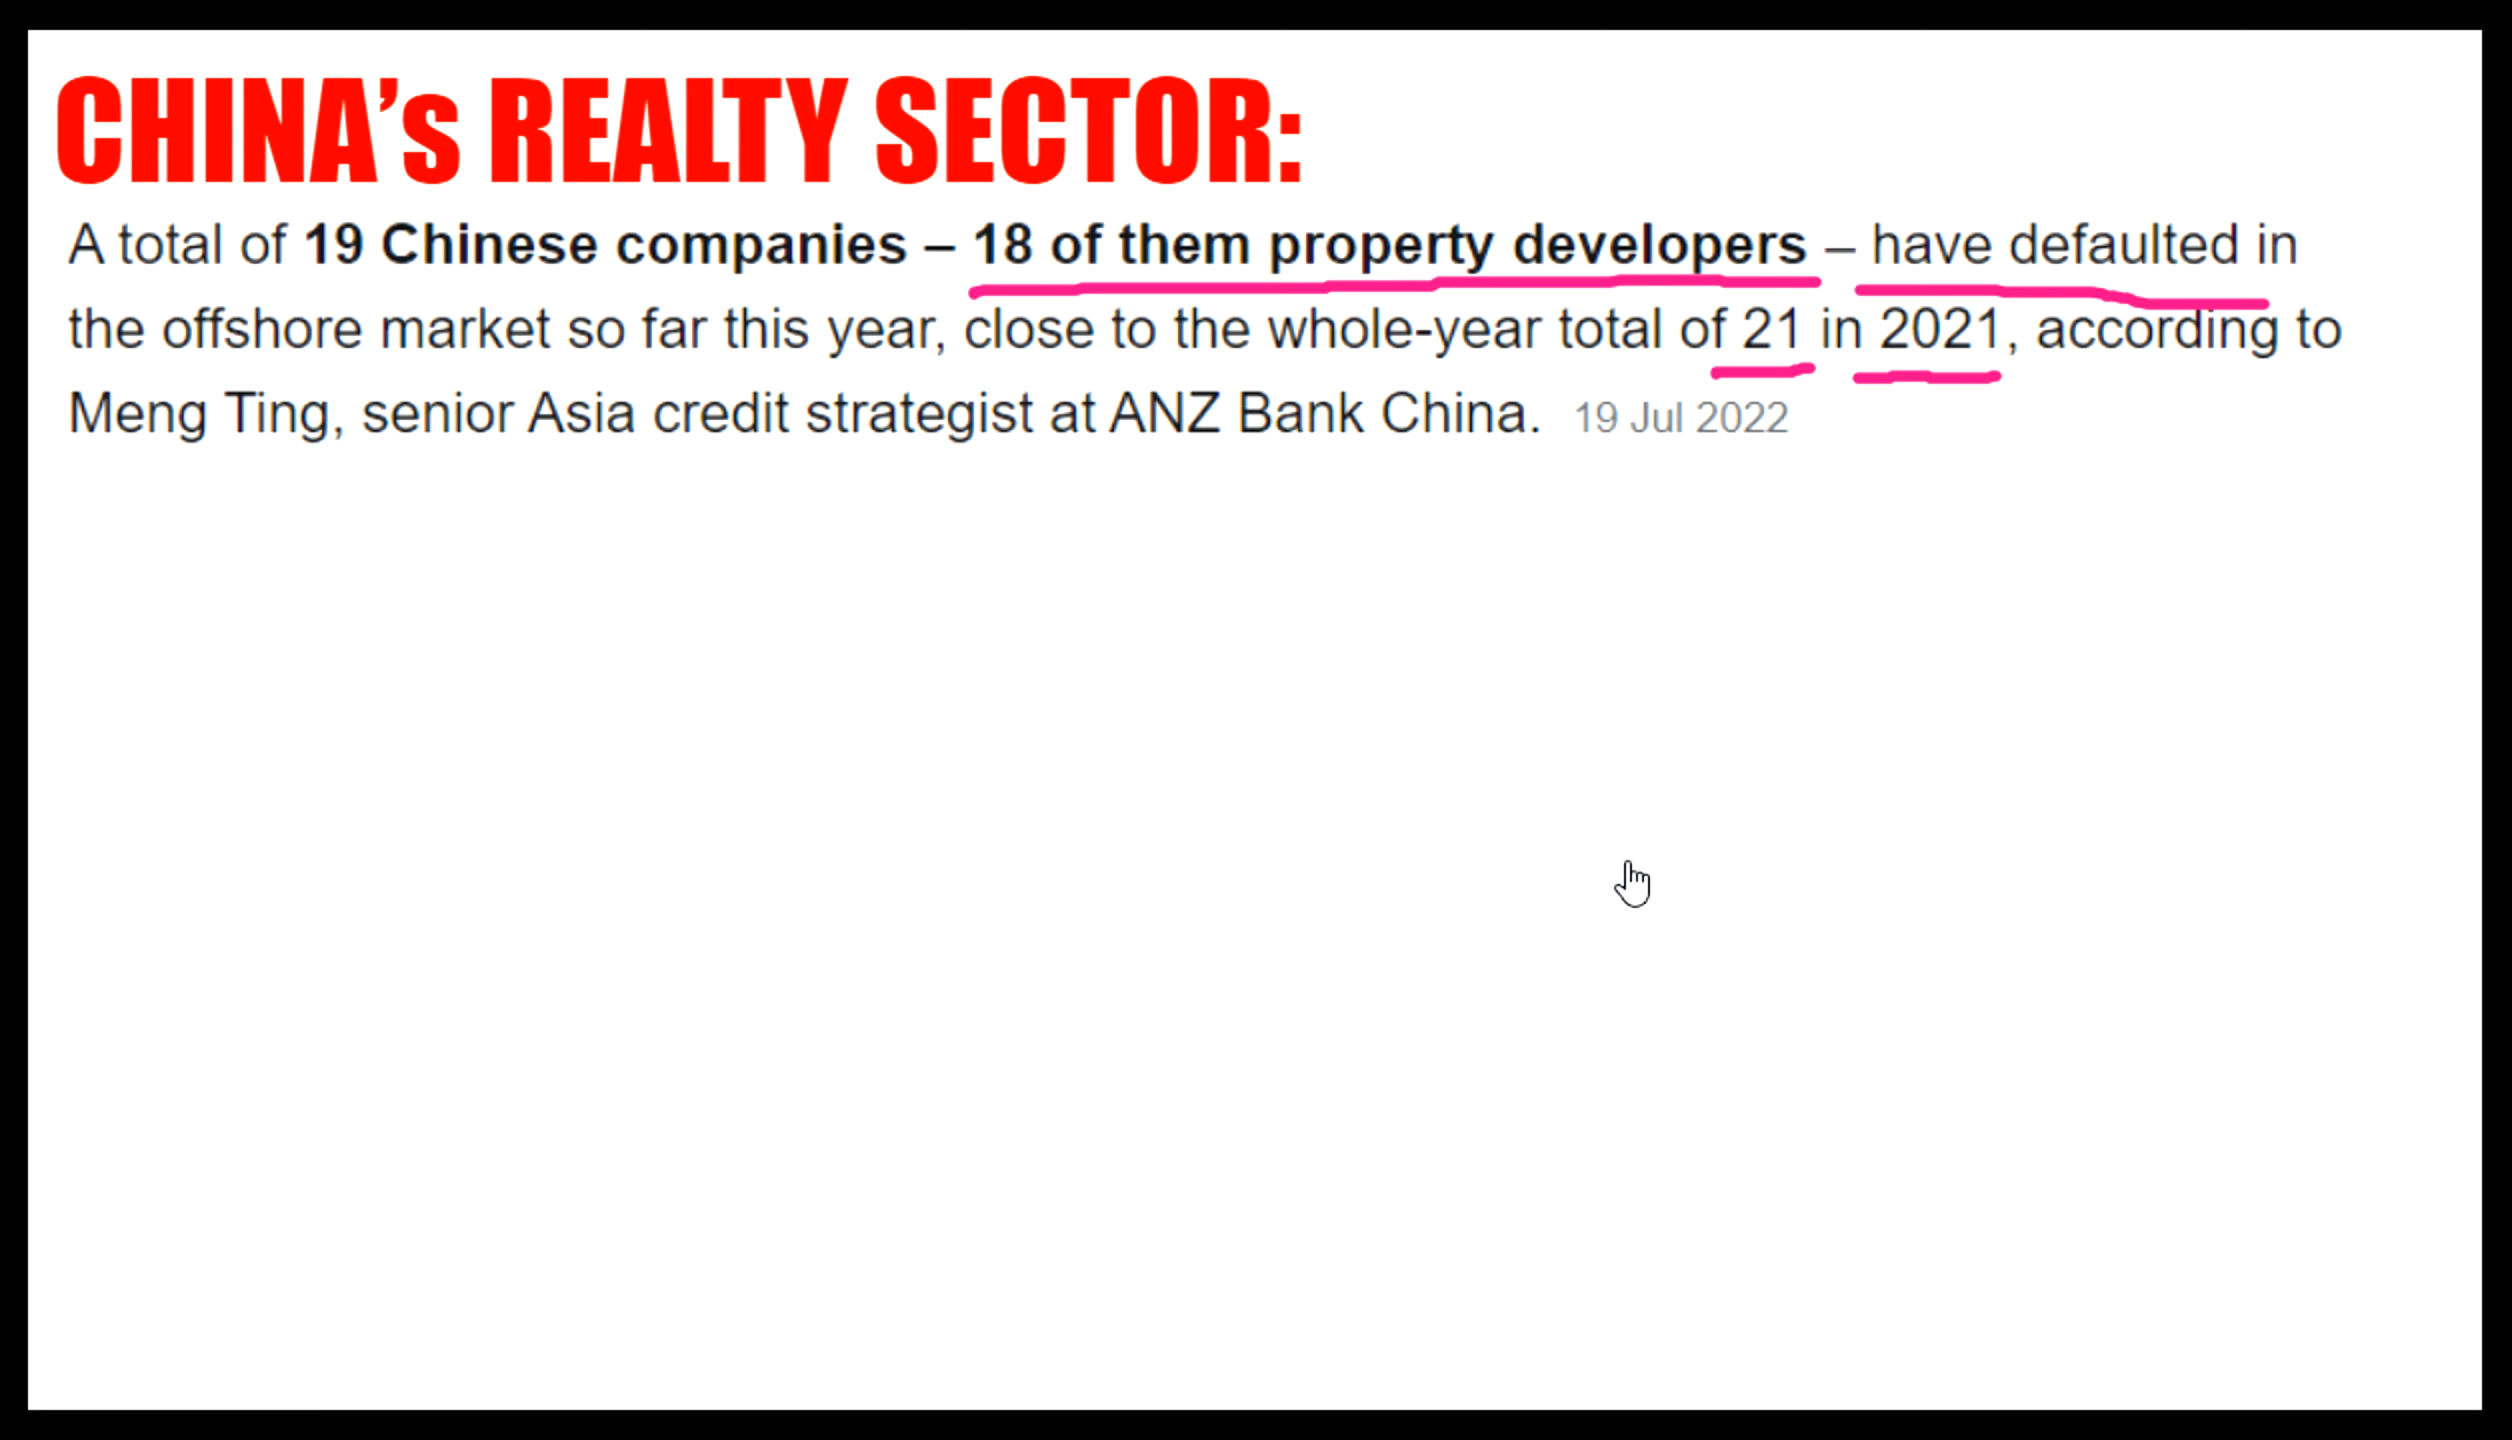 CHINA’s REALTY SECTOR:
A total of 19 Chinese companies – 18 of them property developers – have defaulted in
the offshore market so far this year, close to the whole-year total of 21 in 2021, according to
Meng Ting, senior Asia credit strategist at ANZ Bank China. 19 Jul 2022